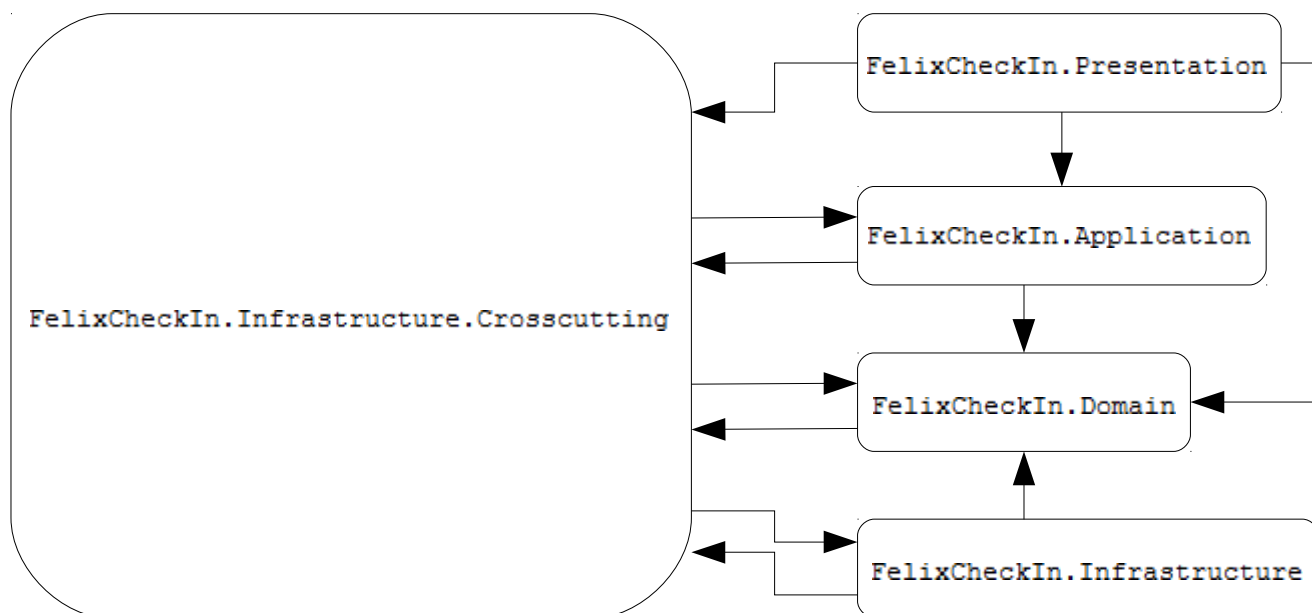 FelixCheckIn.Presentation
FelixCheckIn.Application
FelixCheckIn.Infrastructure.Crosscutting
FelixCheckIn.Domain
FelixCheckIn.Infrastructure